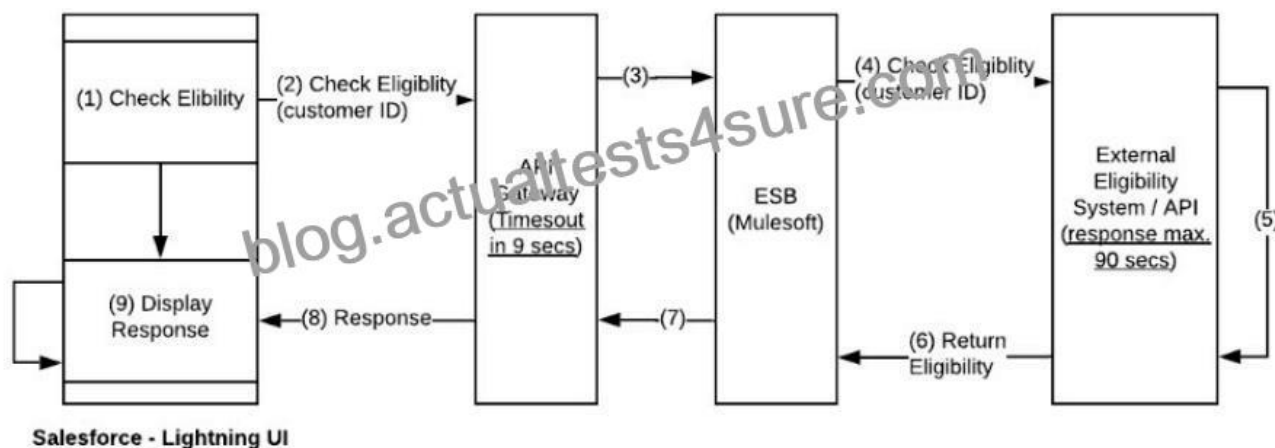 (1) Check Elibility
(2) Check Eligiblity
(customer ID)
(3)
(4) Check Eligiblity
(customer ID)
API
Gateway
(Timesout
in 9 secs)
ESB
(Mulesoft)
External
Eligibility
System / API
(response max.
90 secs)
(5)
(9) Display
Response
(8) Response
(7)
(6) Return
Eligibility
Salesforce - Lightning UI
blog.actualtests4sure.com